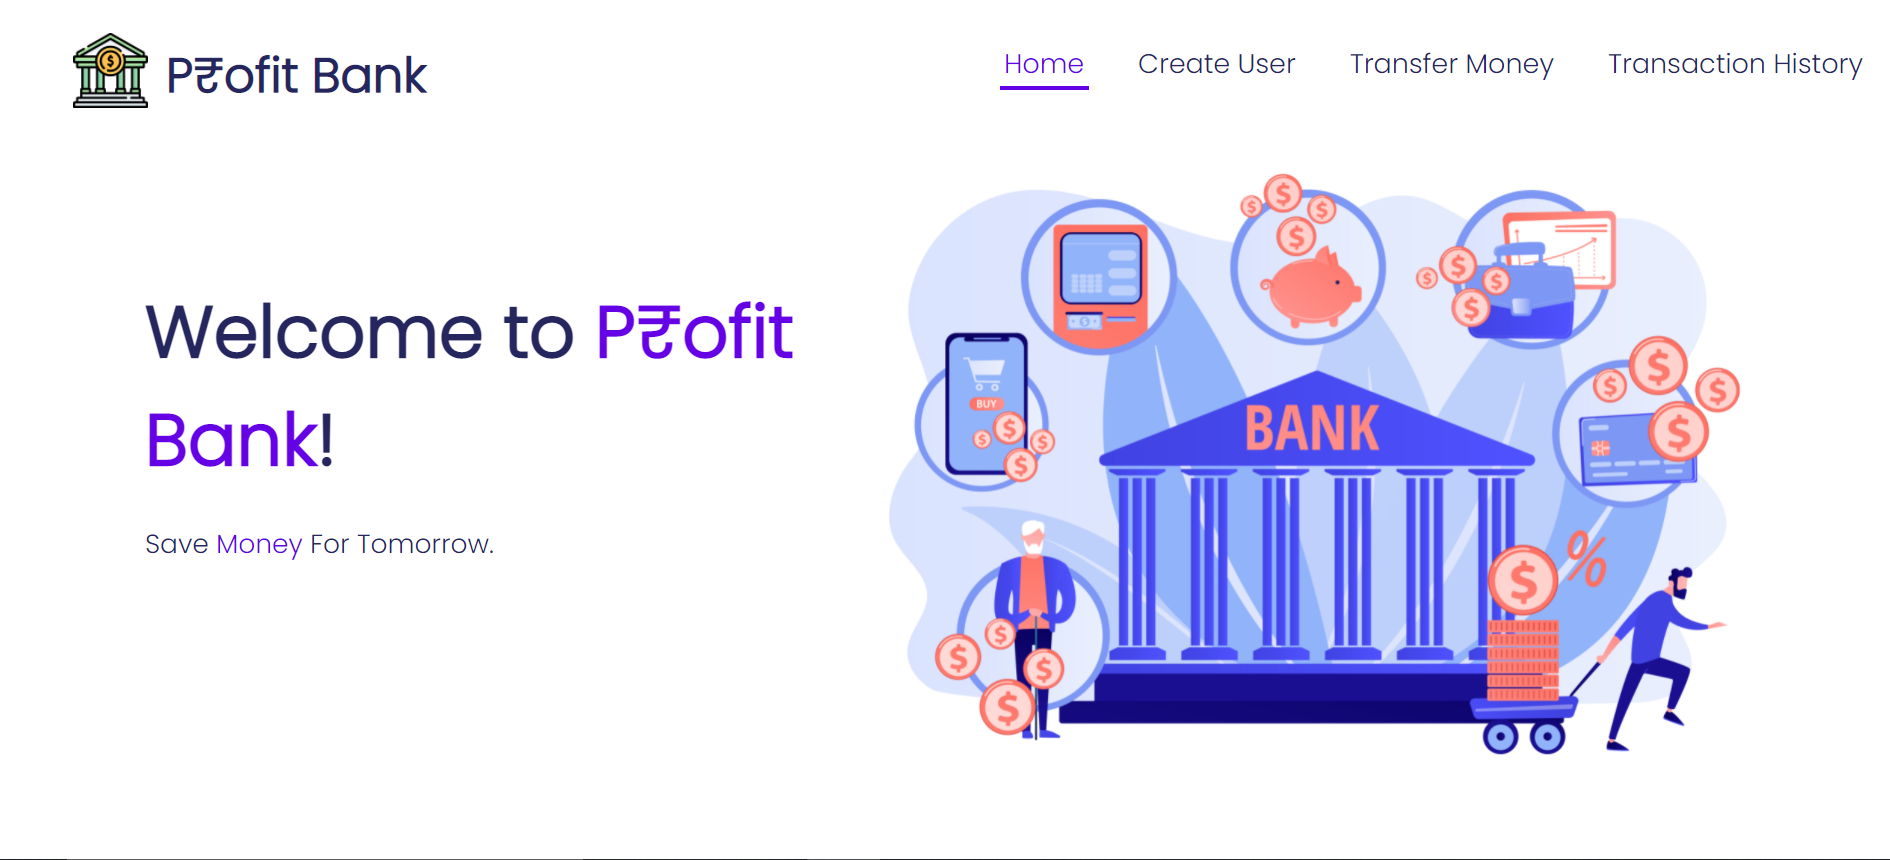 P₹ofit Bank
Home Create User Transfer Money Transaction History
Welcome to P₹ofit
Bank!
Save Money For Tomorrow.
BUY
BANK
%